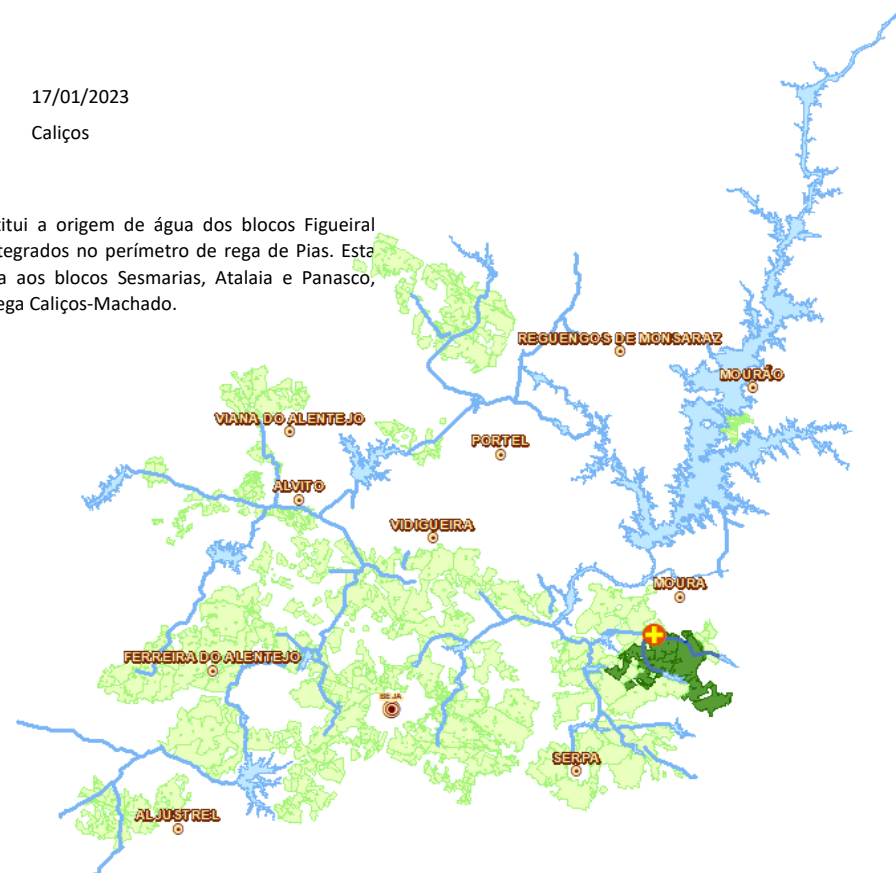 17/01/2023
Caliços
titui a origem de água dos blocos Figueiral
tegrados no perímetro de rega de Pias. Esta
a aos blocos Sesmarias, Atalaia e Panasco,
ega Caliços-Machado.
REGUENGOS DE MONSARAZ
MOURÃO
VIANA DO ALENTEJO
PORTEL
ALVITO
VIDIGUEIRA
MOURA
FERREIRA DO ALENTEJO
BEJA
SERPA
ALJUSTREL